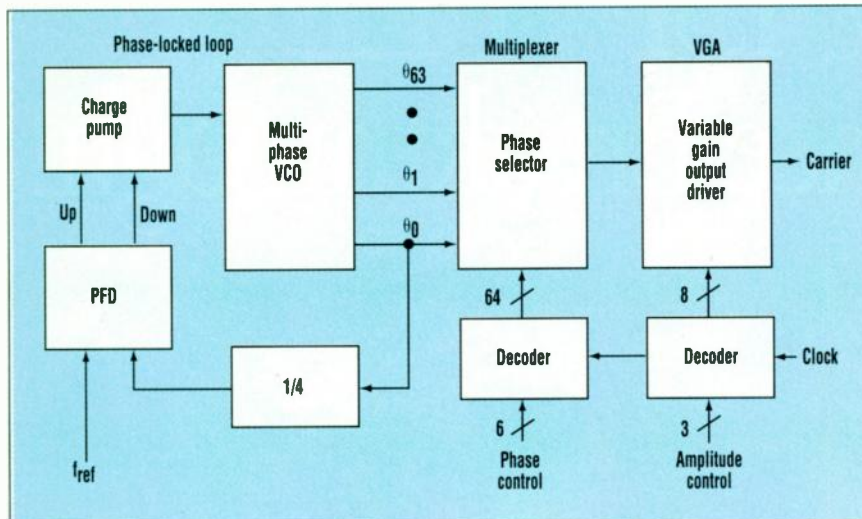 Phase-locked loop
Multiplexer
VGA
Charge
pump
Multi-
phase
VCO
θ63
θ1
θ0
Phase
selector
Variable
gain
output
driver
Carrier
Up
Down
PFD
64
8
1/4
Decoder
Decoder
Clock
6
3
fref
Phase
control
Amplitude
control